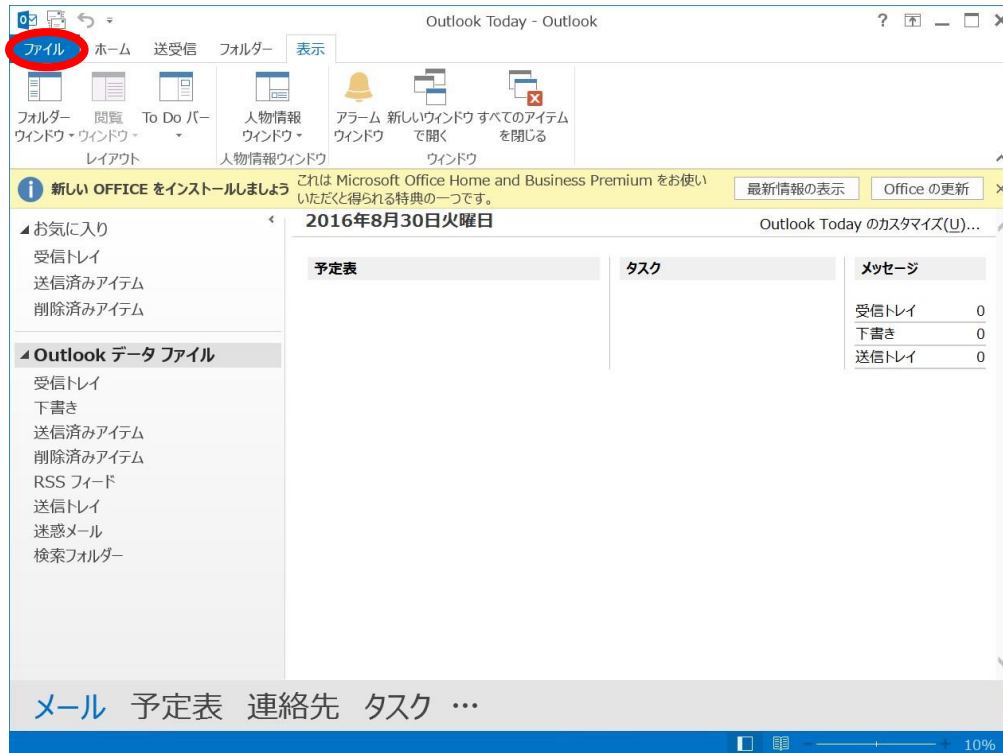 Outlook Today - Outlook
ファイル ホーム 送受信 フォルダー 表示
フォルダー ウィンドウ
閲覧 ウィンドウ
To Do バー
人物情報 ウィンドウ
アラーム ウィンドウ
新しいウィンドウ で開く
すべてのアイテム を閉じる
レイアウト 人物情報ウィンドウ ウィンドウ
新しい OFFICE をインストールしましょう
これは Microsoft Office Home and Business Premium をお使い
いただくと得られる特典の一つです。
最新情報の表示 Office の更新
お気に入り
受信トレイ
送信済みアイテム
削除済みアイテム
Outlook データ ファイル
受信トレイ
下書き
送信済みアイテム
削除済みアイテム
RSS フィード
送信トレイ
迷惑メール
検索フォルダー
2016年8月30日火曜日
Outlook Today のカスタマイズ(U)...
予定表 タスク メッセージ
受信トレイ 0
下書き 0
送信トレイ 0
メール 予定表 連絡先 タスク …
10%